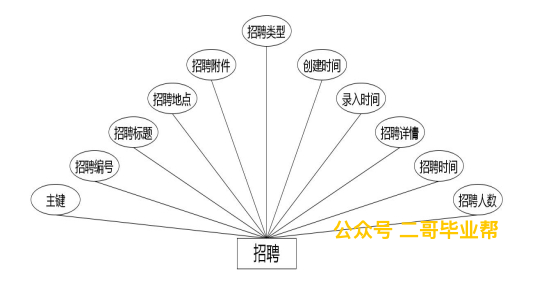 招聘类型
招聘附件
创建时间
招聘地点
录入时间
招聘标题
招聘详情
招聘编号
招聘时间
主键
招聘人数
公众号 二哥毕业帮
招聘